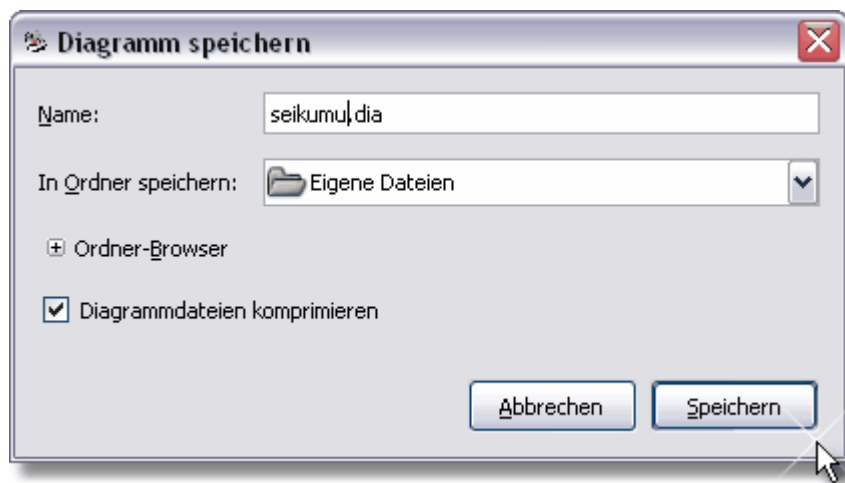 Diagramm speichern
Name: seikumu.dia
In Ordner speichern: Eigene Dateien
Ordner-Browser
Diagrammdateien komprimieren
Abbrechen Speichern